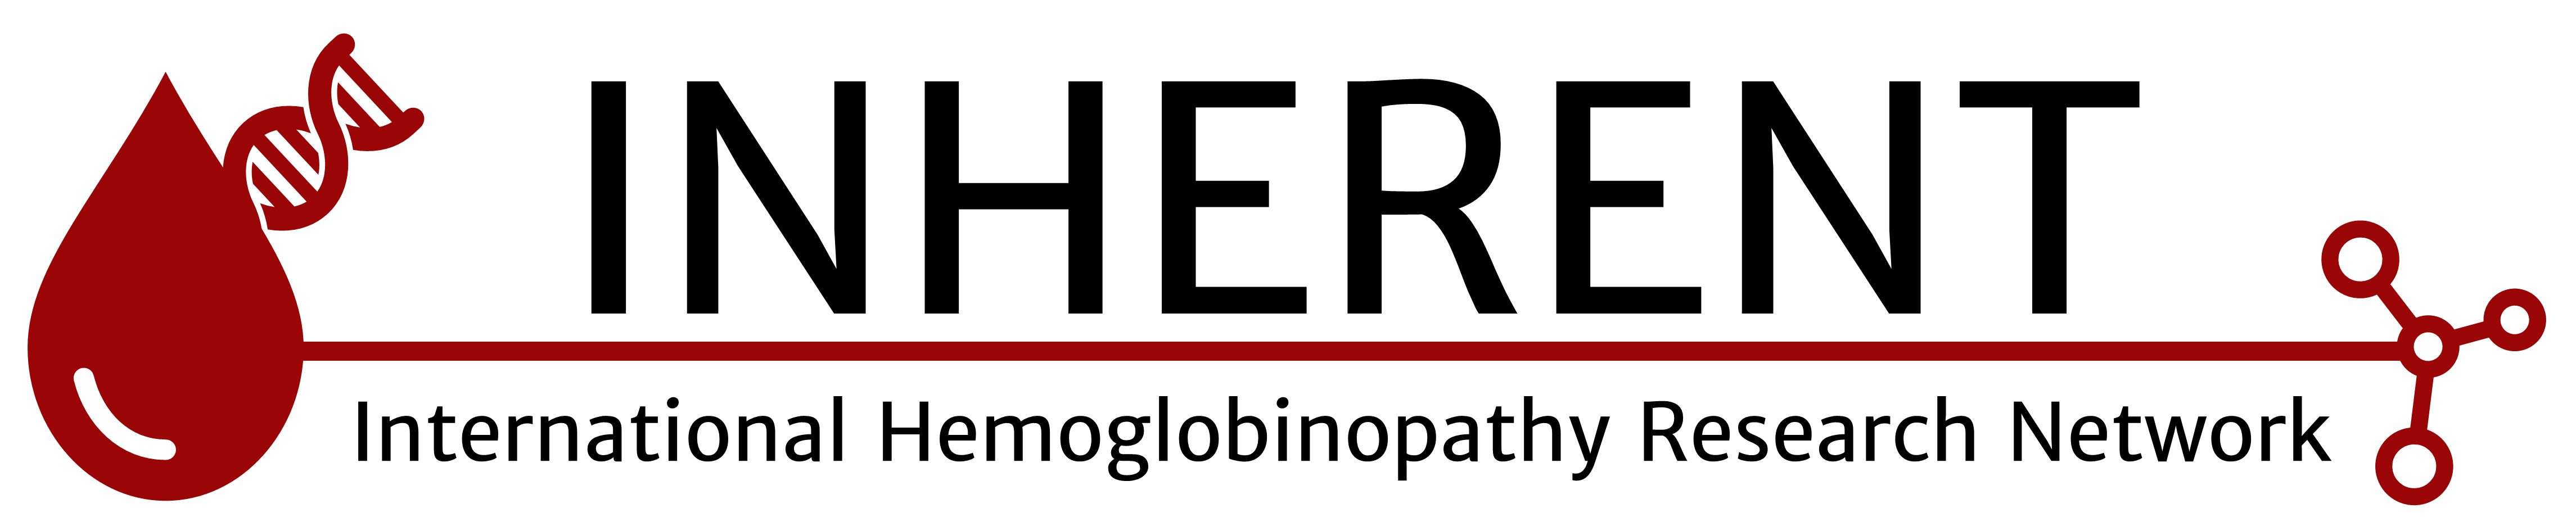 INHERENT
International Hemoglobinopathy Research Network